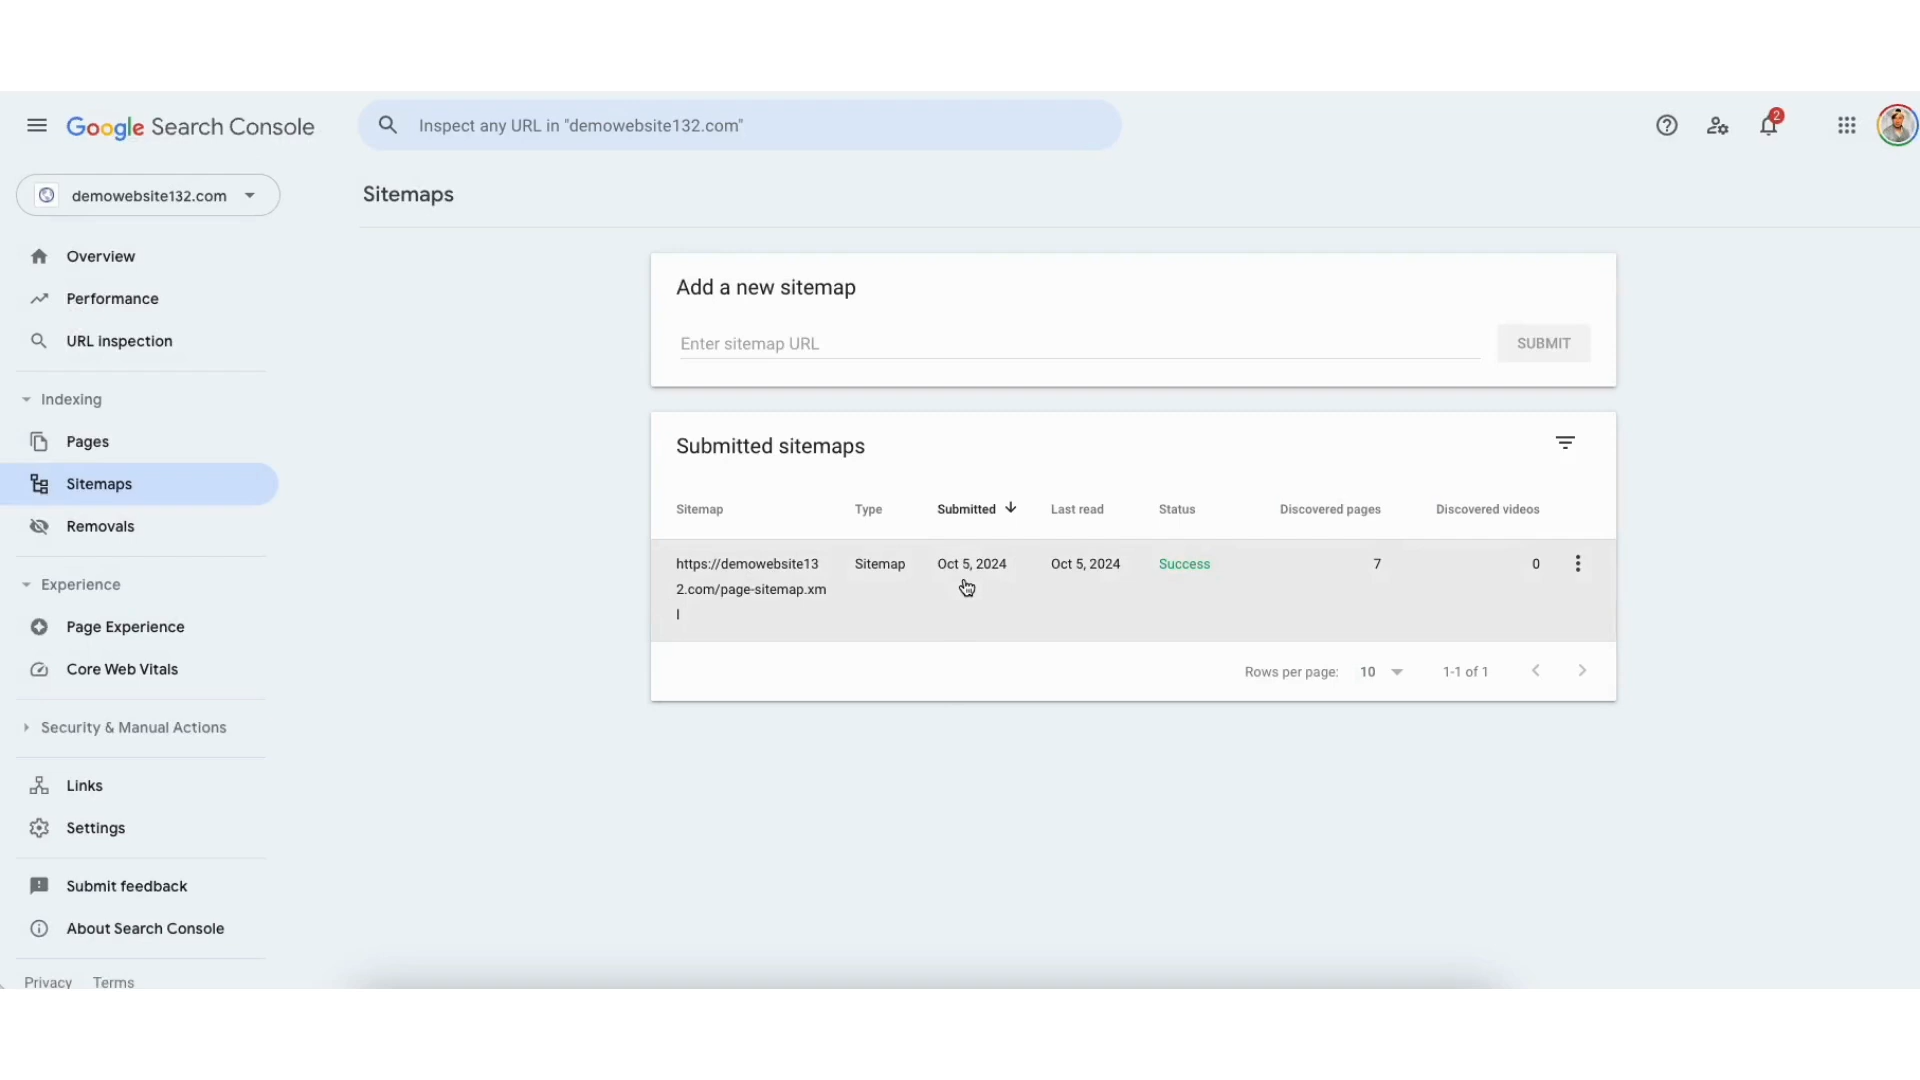 Google Search Console
Inspect any URL in "demowebsite132.com"
2
demowebsite132.com
Sitemaps
Overview
Performance
URL inspection
Indexing
Pages
Sitemaps
Removals
Experience
Page Experience
Core Web Vitals
Security & Manual Actions
Links
Settings
Submit feedback
About Search Console
Privacy Terms
Add a new sitemap
Enter sitemap URL
SUBMIT
Submitted sitemaps
Sitemap Type Submitted Last read Status Discovered pages Discovered videos
https://demowebsite13 Sitemap Oct 5, 2024 Oct 5, 2024 Success 7 0
2.com/page-sitemap.xm
l
Rows per page: 10 1-1 of 1